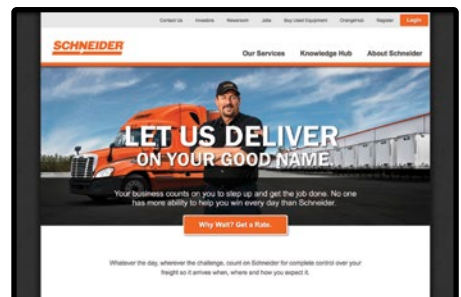 Contact Us Investors Newsroom Jobs Buy Used Equipment OrangeHub Register Login
SCHNEIDER
Our Services Knowledge Hub About Schneider
LET US DELIVER
ON YOUR GOOD NAME.
Your business counts on you to step up and get the job done. No one
has more ability to help you win every day than Schneider.
Why Wait? Get a Rate.
Whatever the day, wherever the challenge, count on Schneider for complete control over your
freight so it arrives when, where and how you expect it.